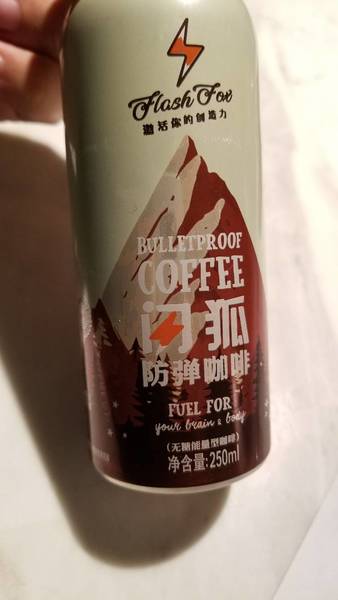 Flash Fox
激活你的创造力
BULLETPROOF
COFFEE
闪狐
防弹咖啡
FUEL FOR
your brain & body
(无糖能量型咖啡)
净含量:250ml